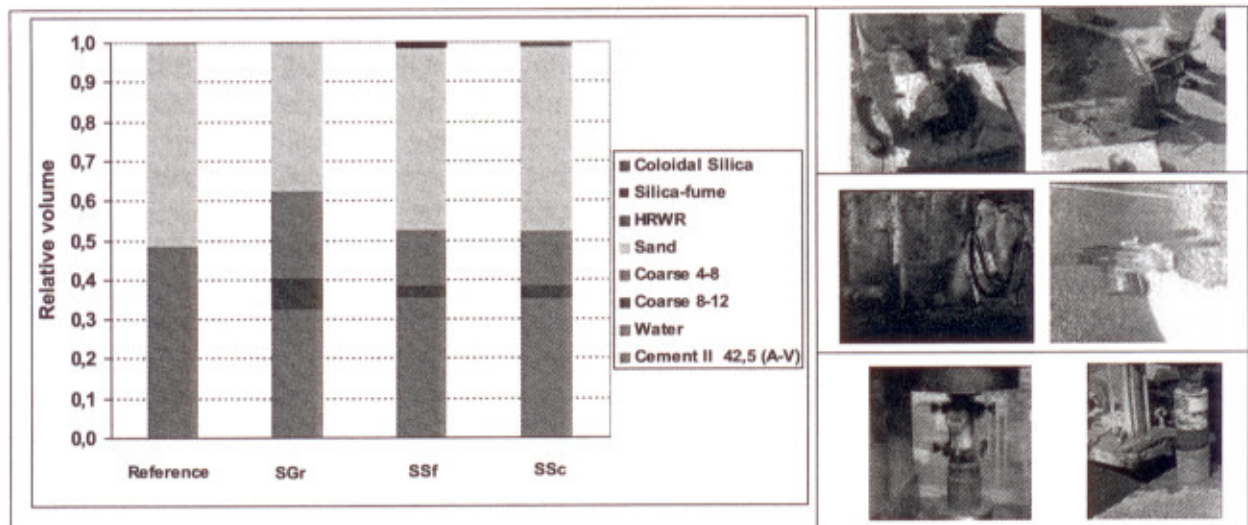 1,0
0,9
0,8
0,7
0,6
0,5
0,4
0,3
0,2
0,1
0,0
Relative volume
Reference
SGr
SSf
SSc
Coloidal Silica
Silica-fume
HRWR
Sand
Coarse 4-8
Coarse 8-12
Water
Cement II 42,5 (A-V)